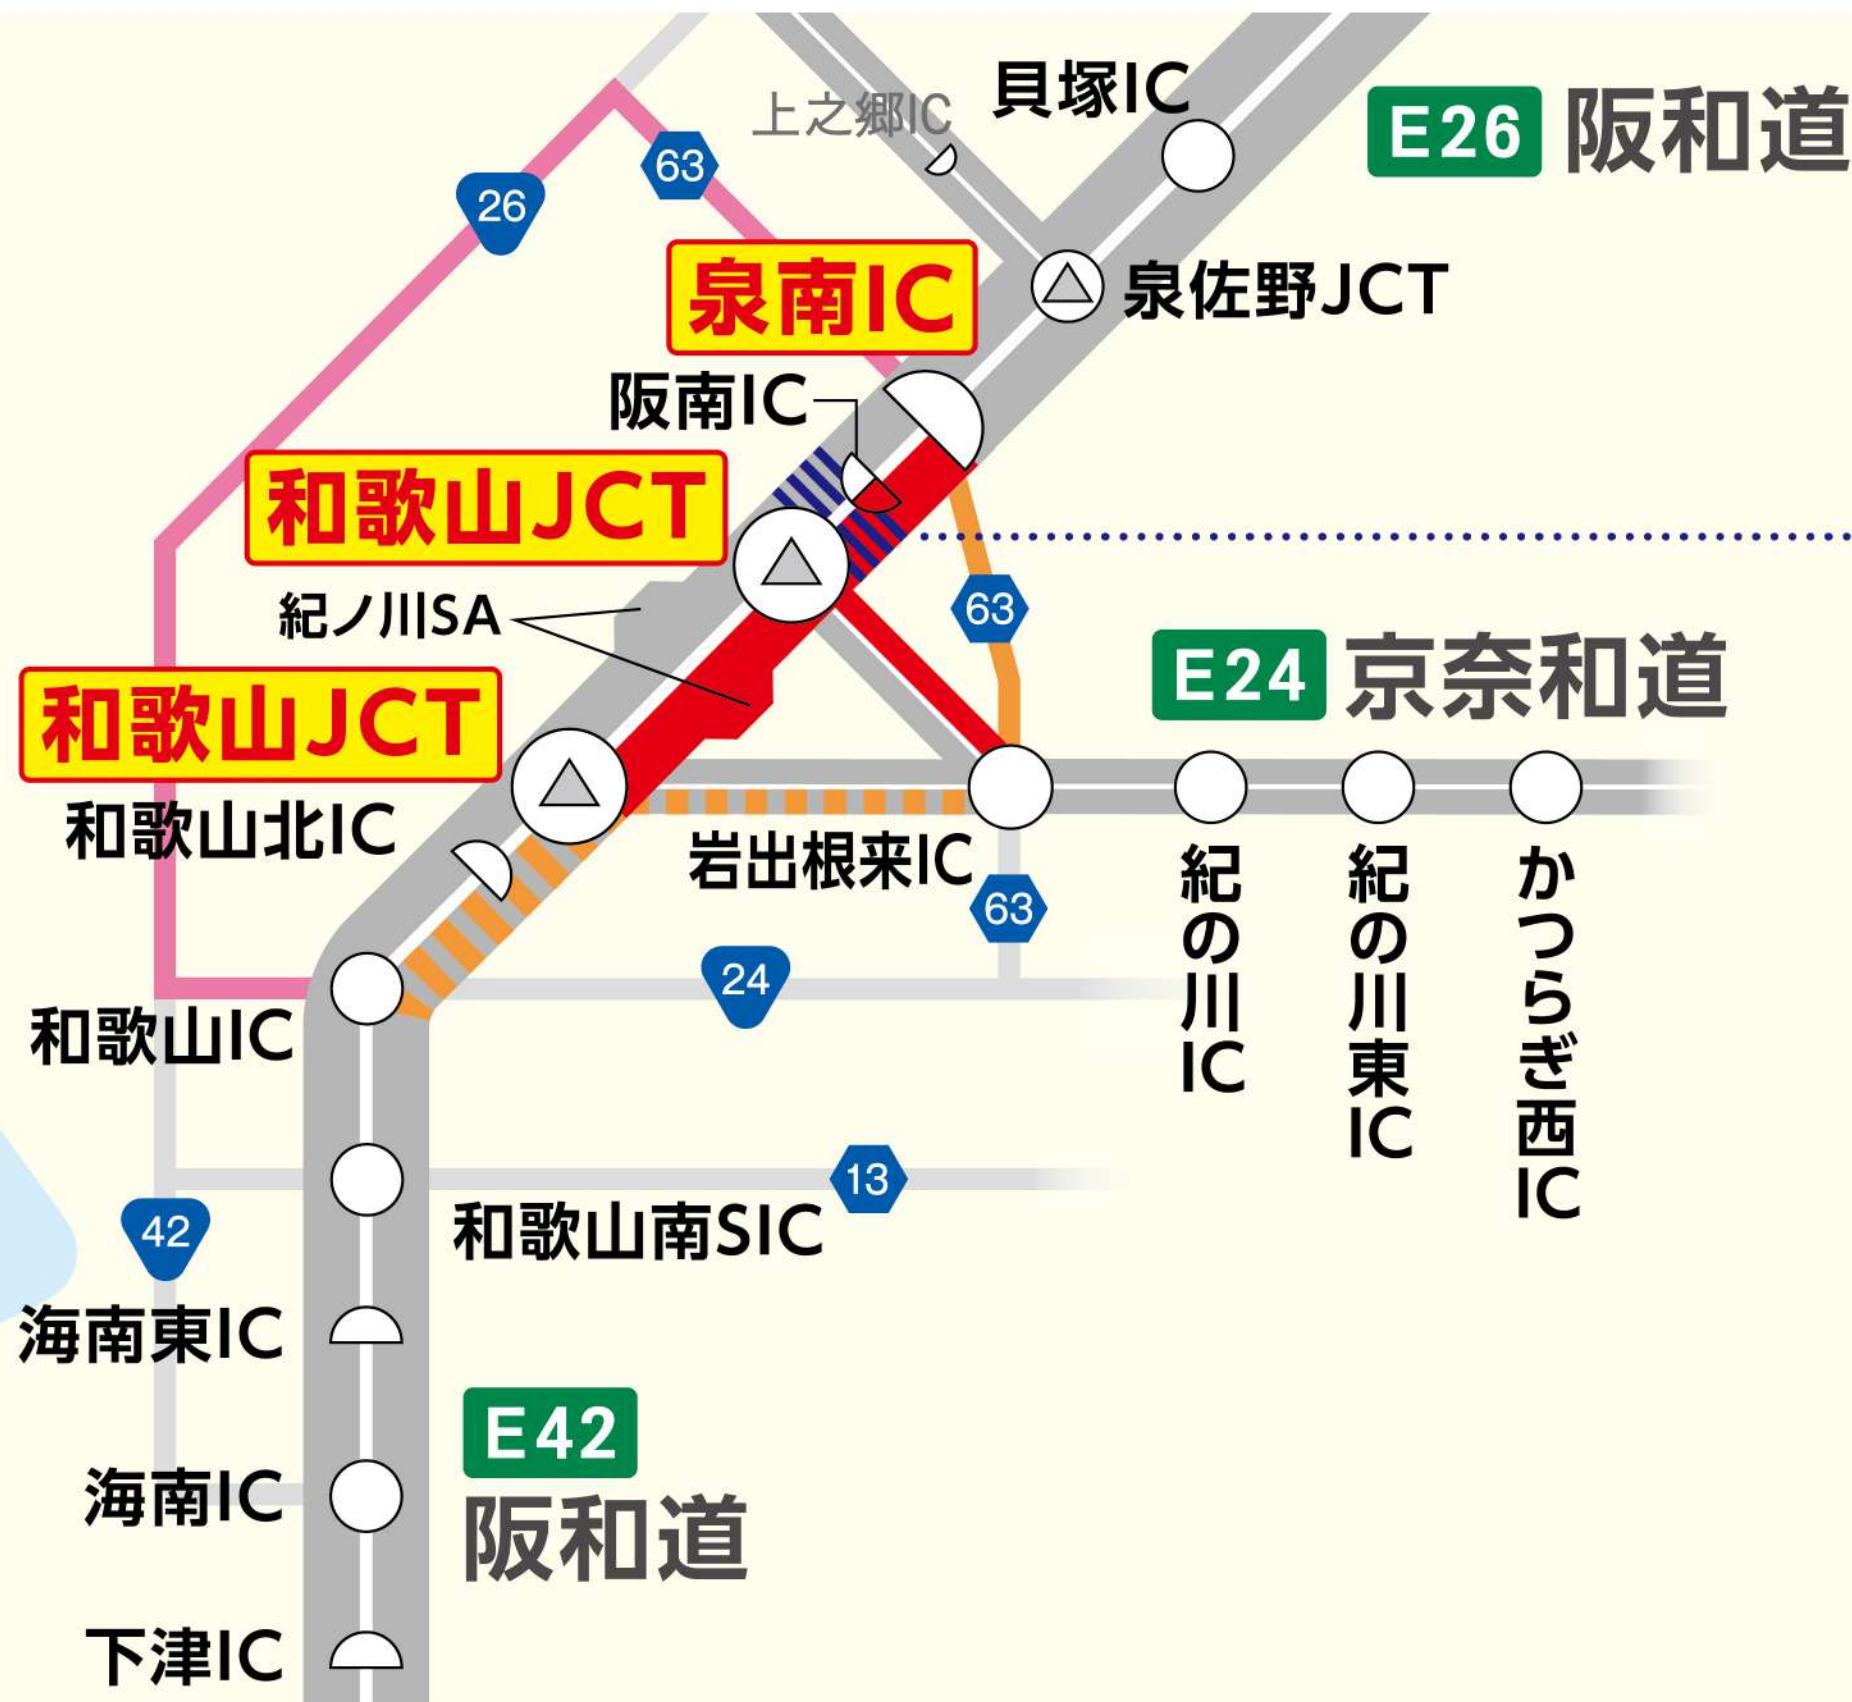 貝塚IC
上之郷IC
E26 阪和道
63
26
泉南IC
泉佐野JCT
阪南IC
和歌山JCT
紀ノ川SA
63
E24 京奈和道
和歌山JCT
和歌山北IC
岩出根来IC
紀の川IC
紀の川東IC
かつらぎ西IC
63
24
和歌山IC
13
和歌山南SIC
42
海南東IC
E42
阪和道
海南IC
下津IC